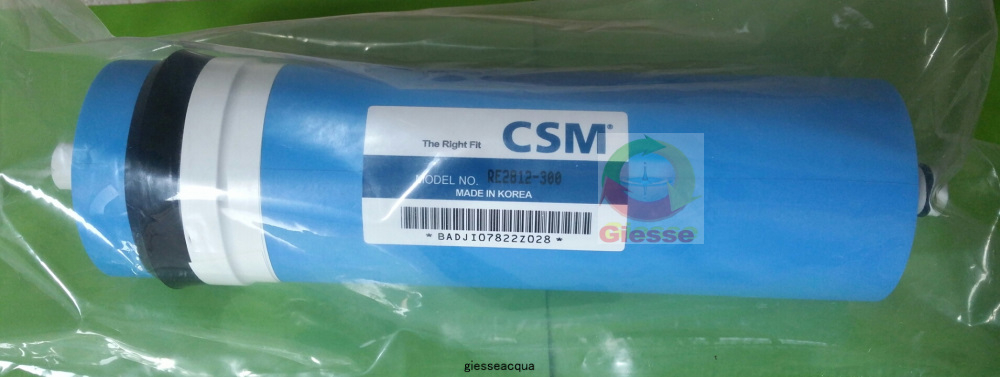 The Right Fit CSM®
MODEL NO. RE2812-300
MADE IN KOREA
*BADJI07822Z028*
Giesse
giesseacqua